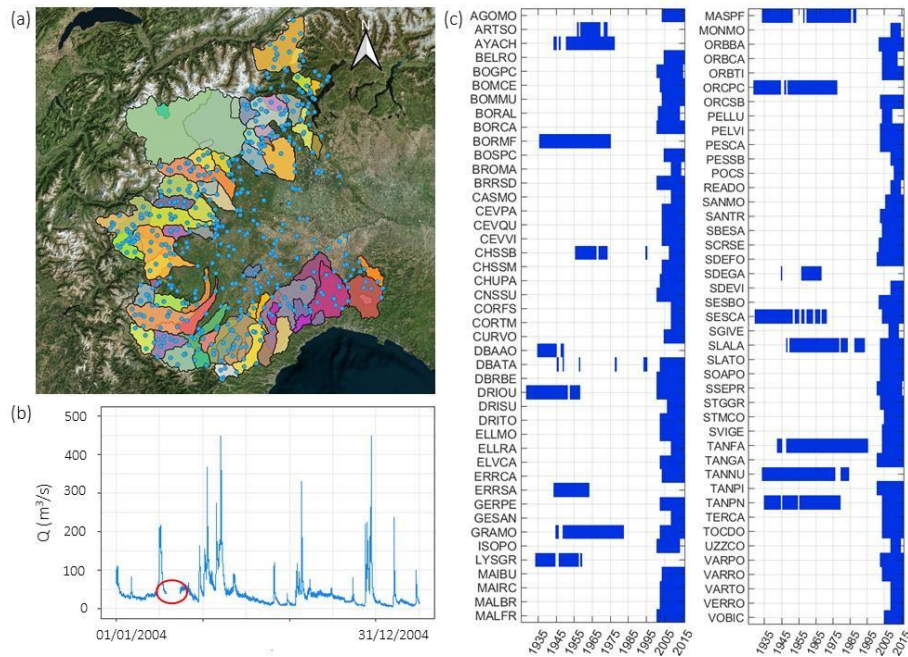 (a)
N
(b)
Q (m³/s)
500
400
300
200
100
0
01/01/2004
31/12/2004
(c)
AGOMO
ARTSO
AYACH
BELRO
BOGPC
BOMCE
BOMMU
BORAL
BORCA
BORMF
BOSPC
BROMA
BRRSD
CASMO
CEVPA
CEVQU
CEVVI
CHSSB
CHSSM
CHUPA
CNSSU
CORFS
CORTM
CURVO
DBAAO
DBATA
DBRBE
DRIOU
DRISU
DRITO
ELLMO
ELLRA
ELVCA
ERRCA
ERRSA
GERPE
GESAN
GRAMO
ISOPO
LYSGR
MAIBU
MAIRC
MALBR
MALFR
1935 1945 1955 1965 1975 1985 1995 2005 2015
MASPF
MONMO
ORBBA
ORBCA
ORBTI
ORCPC
ORCSB
PELLU
PELVI
PESCA
PESSB
POCS
READO
SANMO
SANTR
SBESA
SCRSE
SDEFO
SDEGA
SDEVI
SESBO
SESCA
SGIVE
SLALA
SLATO
SOAPO
SSEPR
STGGR
STMCO
SVIGE
TANFA
TANGA
TANNU
TANPI
TANPN
TERCA
TOCDO
UZZCO
VARPO
VARRO
VARTO
VERRO
VOBIC
1935 1945 1955 1965 1975 1985 1995 2005 2015